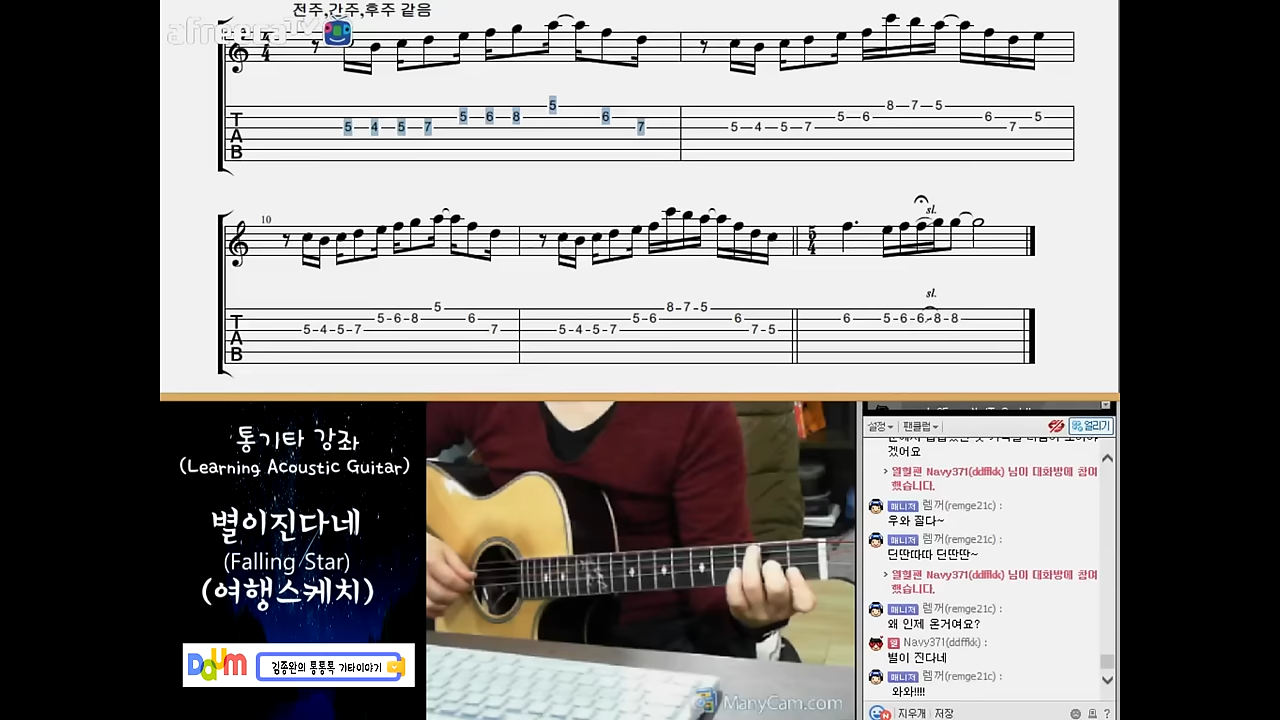 전주,간주,후주 같음
afreecaTV
4 4
5 4 5 7 5 6 8 5 6 7
5 4 5 7 5 6 8 7 5 6 7 5
T A B
10
sl.
5 4
sl.
5 4 5 7 5 6 8 5 6 7
5 4 5 7 5 6 8 7 5 6 7 5
6 5 6 6 8 8
T A B
통기타 강좌
(Learning Acoustic Guitar)
별이진다네
(Falling Star)
(여행스케치)
Daum
김종완의 통통톡 기타이야기
ManyCam.com
설정 팬클럽 얼리기
겠어요
열혈팬 Navy371(ddffkk) 님이 대화방에 참여
했습니다.
매니저 렘꺼(remge21c) :
우와 잘다~
매니저 렘꺼(remge21c) :
딘딴따따 딘딴딴~
열혈팬 Navy371(ddffkk) 님이 대화방에 참여
했습니다.
매니저 렘꺼(remge21c) :
왜 인제 온거여요?
열 Navy371(ddffkk) :
별이 진다네
매니저 렘꺼(remge21c) :
와와!!!!
지우개 저장